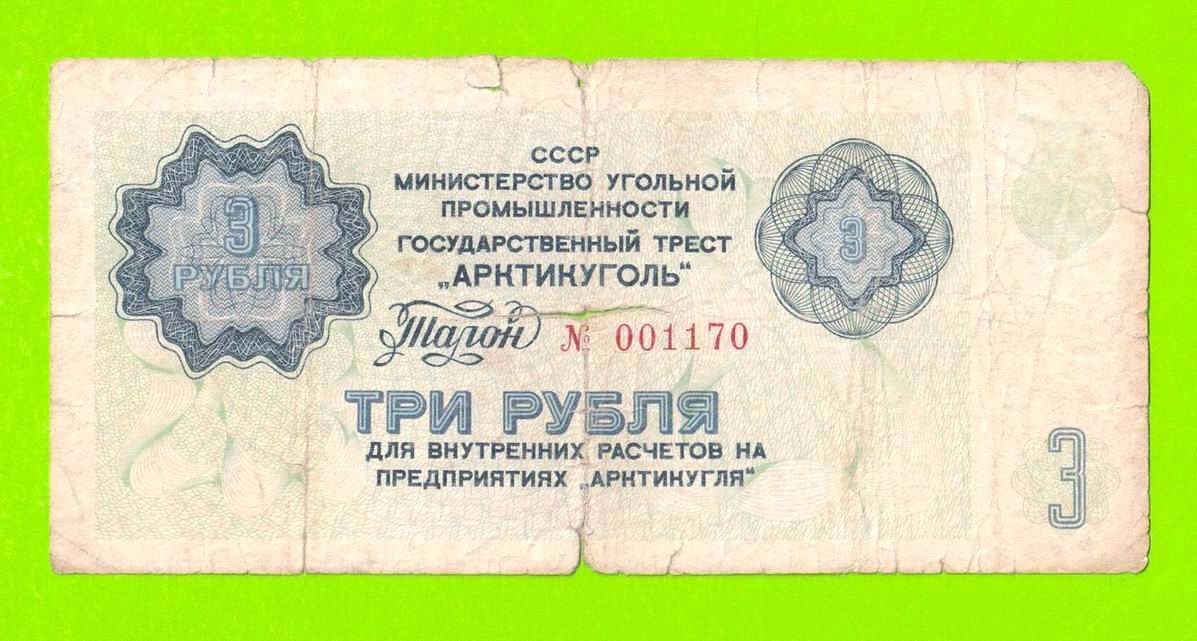 СССР
МИНИСТЕРСТВО УГОЛЬНОЙ
ПРОМЫШЛЕННОСТИ
ГОСУДАРСТВЕННЫЙ ТРЕСТ
„АРКТИКУГОЛЬ“
3
РУБЛЯ
3
Талон № 001170
ТРИ РУБЛЯ
ДЛЯ ВНУТРЕННИХ РАСЧЕТОВ НА
ПРЕДПРИЯТИЯХ „АРКТИКУГЛЯ“
3